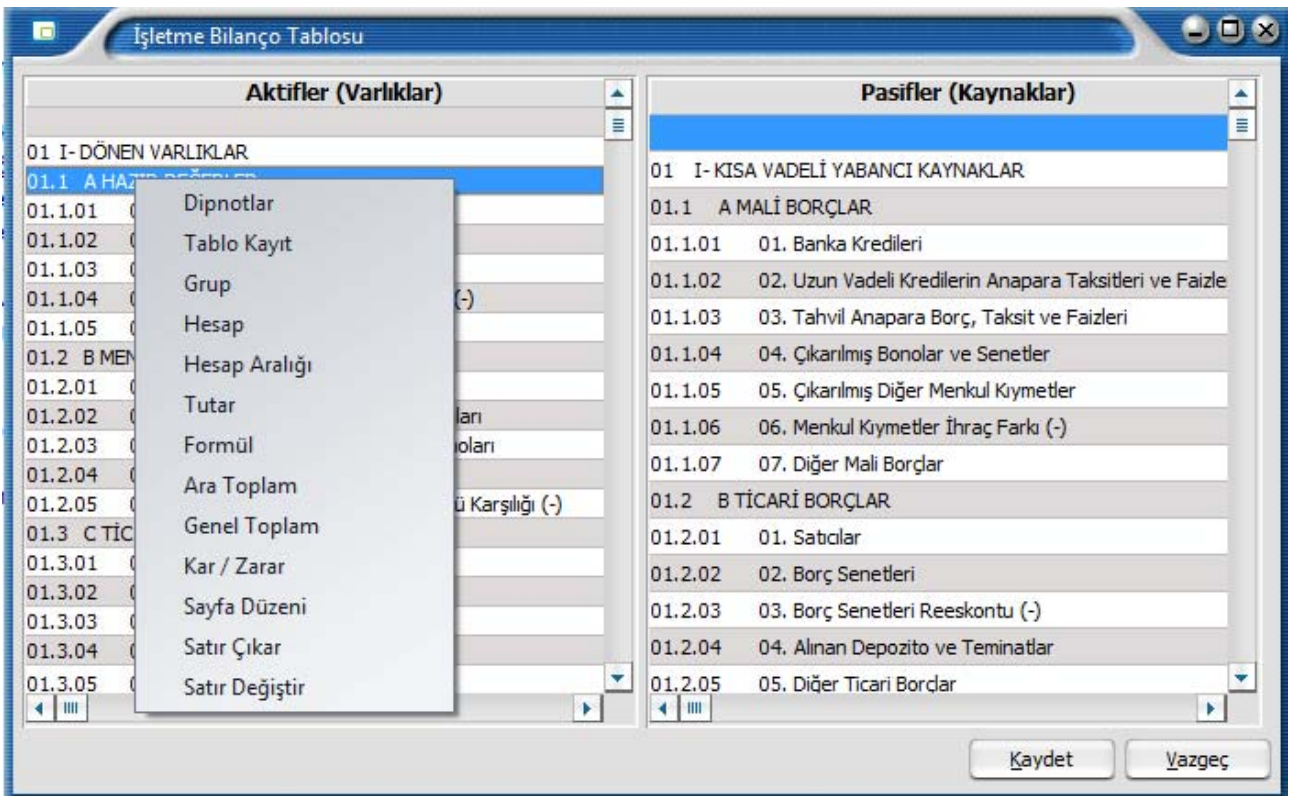 İşletme Bilanço Tablosu
Aktifler (Varlıklar)
01 I- DÖNEN VARLIKLAR
01.1 A HAZIR DEĞERLER
01.1.01
01.1.02
01.1.03
01.1.04 (-)
01.1.05
01.2 B MEN
01.2.01
01.2.02 ları
01.2.03 oları
01.2.04
01.2.05 ü Karşılığı (-)
01.3 C TİC
01.3.01
01.3.02
01.3.03
01.3.04
01.3.05
Dipnotlar
Tablo Kayıt
Grup
Hesap
Hesap Aralığı
Tutar
Formül
Ara Toplam
Genel Toplam
Kar / Zarar
Sayfa Düzeni
Satır Çıkar
Satır Değiştir
Pasifler (Kaynaklar)
01 I- KISA VADELİ YABANCI KAYNAKLAR
01.1 A MALİ BORÇLAR
01.1.01 01. Banka Kredileri
01.1.02 02. Uzun Vadeli Kredilerin Anapara Taksitleri ve Faizle
01.1.03 03. Tahvil Anapara Borç, Taksit ve Faizleri
01.1.04 04. Çıkarılmış Bonolar ve Senetler
01.1.05 05. Çıkarılmış Diğer Menkul Kıymetler
01.1.06 06. Menkul Kıymetler İhraç Farkı (-)
01.1.07 07. Diğer Mali Borçlar
01.2 B TİCARİ BORÇLAR
01.2.01 01. Satıcılar
01.2.02 02. Borç Senetleri
01.2.03 03. Borç Senetleri Reeskontu (-)
01.2.04 04. Alınan Depozito ve Teminatlar
01.2.05 05. Diğer Ticari Borçlar
Kaydet
Vazgeç